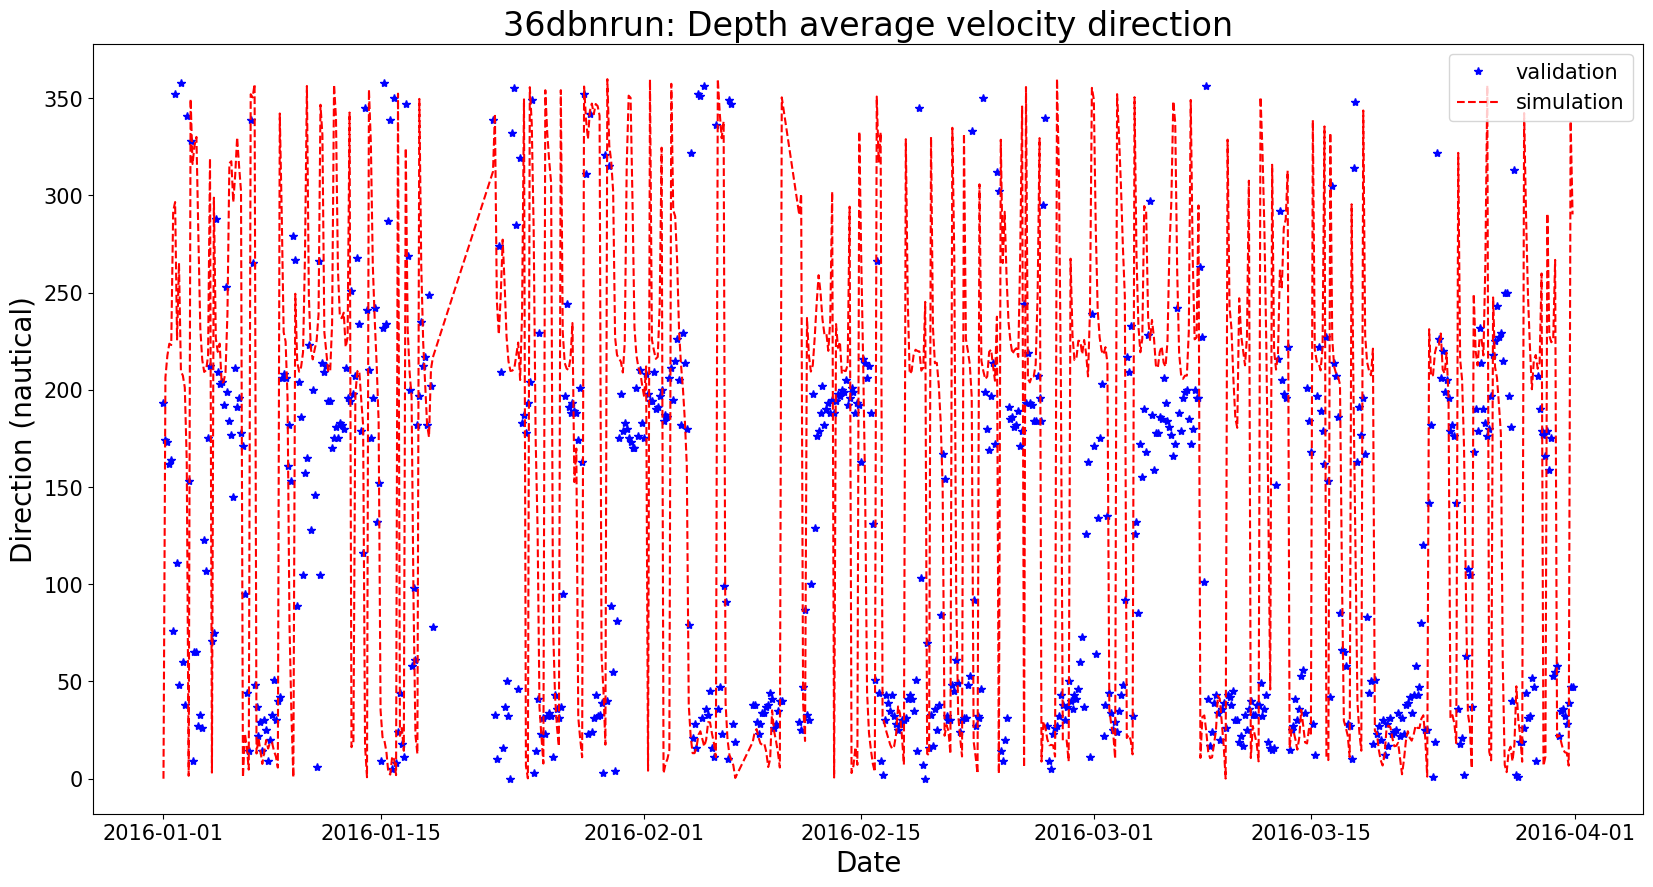 36dbnrun: Depth average velocity direction
validation
simulation
350
300
250
200
150
100
50
0
Direction (nautical)
2016-01-01 2016-01-15 2016-02-01 2016-02-15 2016-03-01 2016-03-15 2016-04-01
Date